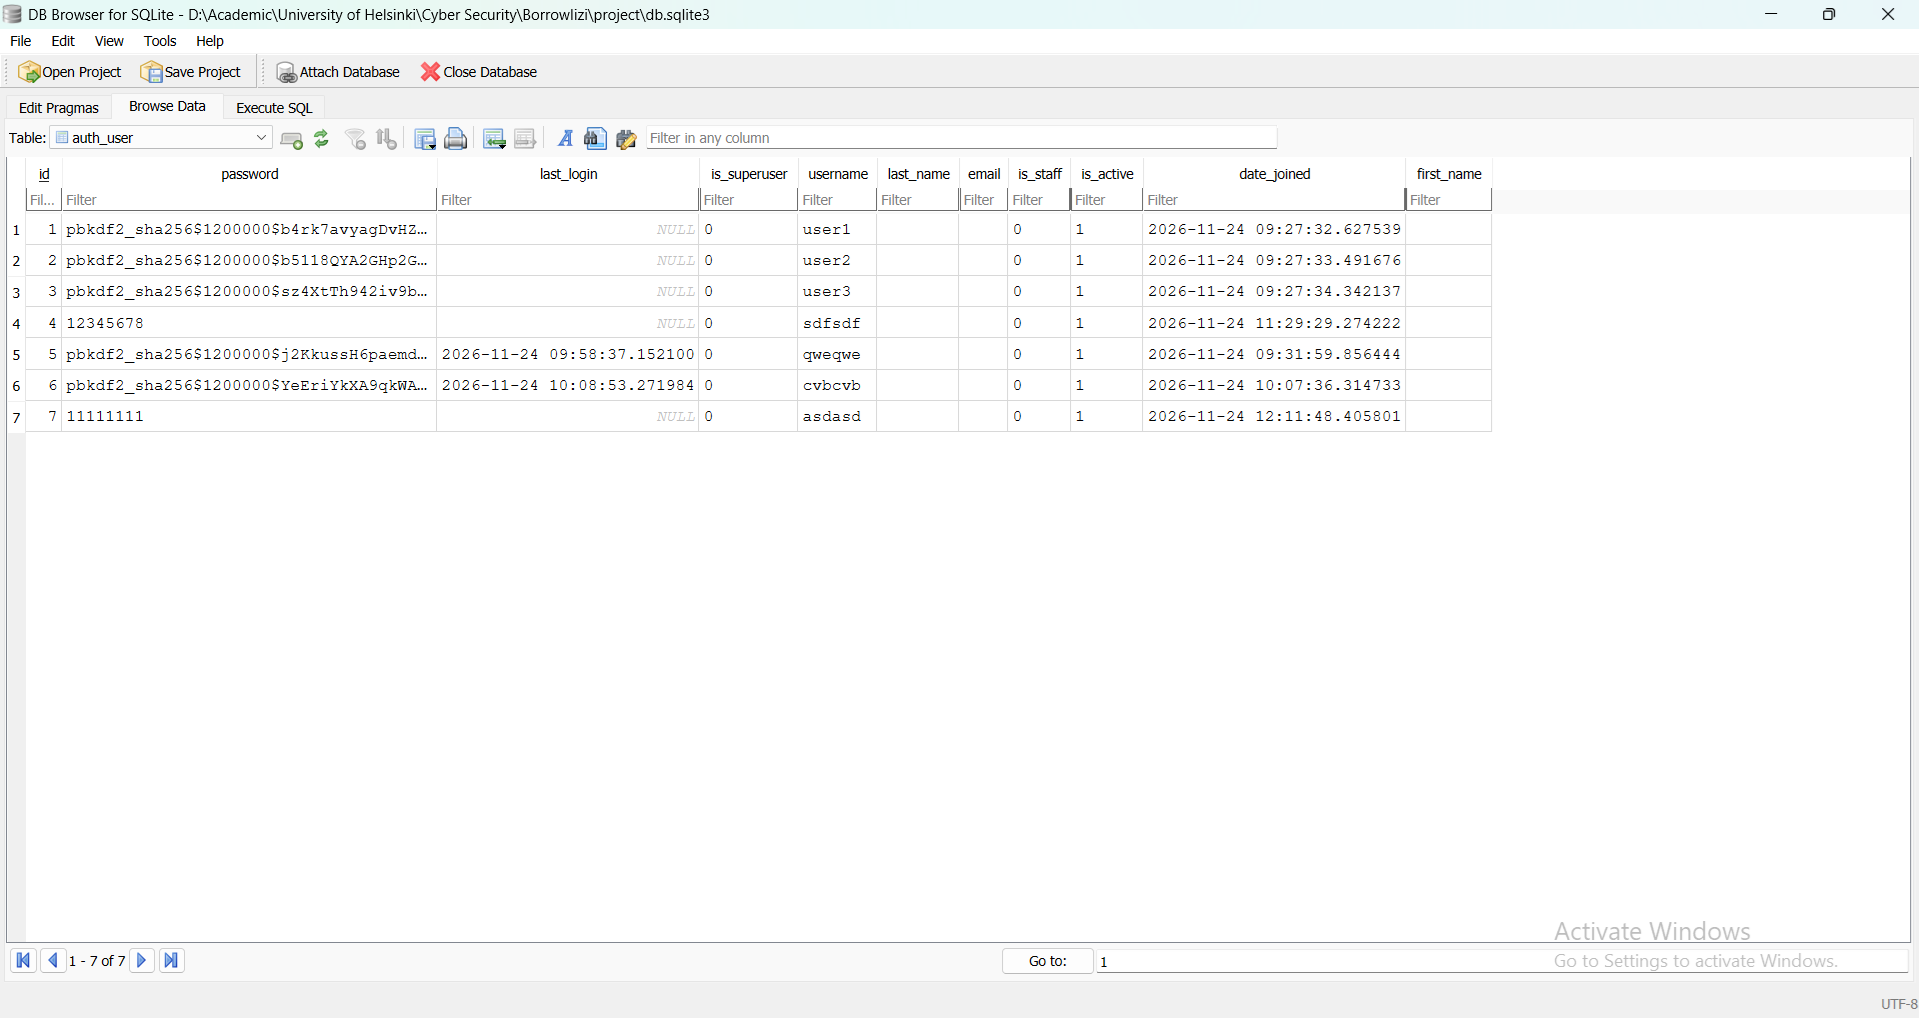 DB Browser for SQLite - D:\Academic\University of Helsinki\Cyber Security\Borrowlizi\project\db.sqlite3
File Edit View Tools Help
Open Project Save Project Attach Database Close Database
Edit Pragmas Browse Data Execute SQL
Table: auth_user Filter in any column
id password last_login is_superuser username last_name email is_staff is_active date_joined first_name
Fil... Filter Filter Filter Filter Filter Filter Filter Filter Filter Filter
1 1 pbkdf2_sha256$1200000$b4rk7avyagDvHZ… NULL 0 user1 0 1 2026-11-24 09:27:32.627539
2 2 pbkdf2_sha256$1200000$b5118QYA2GHp2G… NULL 0 user2 0 1 2026-11-24 09:27:33.491676
3 3 pbkdf2_sha256$1200000$sz4XtTh942iv9b… NULL 0 user3 0 1 2026-11-24 09:27:34.342137
4 4 12345678 NULL 0 sdfsdf 0 1 2026-11-24 11:29:29.274222
5 5 pbkdf2_sha256$1200000$j2KkussH6paemd… 2026-11-24 09:58:37.152100 0 qweqwe 0 1 2026-11-24 09:31:59.856444
6 6 pbkdf2_sha256$1200000$YeEriYkXA9qkWA… 2026-11-24 10:08:53.271984 0 cvbcvb 0 1 2026-11-24 10:07:36.314733
7 7 11111111 NULL 0 asdasd 0 1 2026-11-24 12:11:48.405801
Activate Windows
1 - 7 of 7 Go to: 1 Go to Settings to activate Windows.
UTF-8